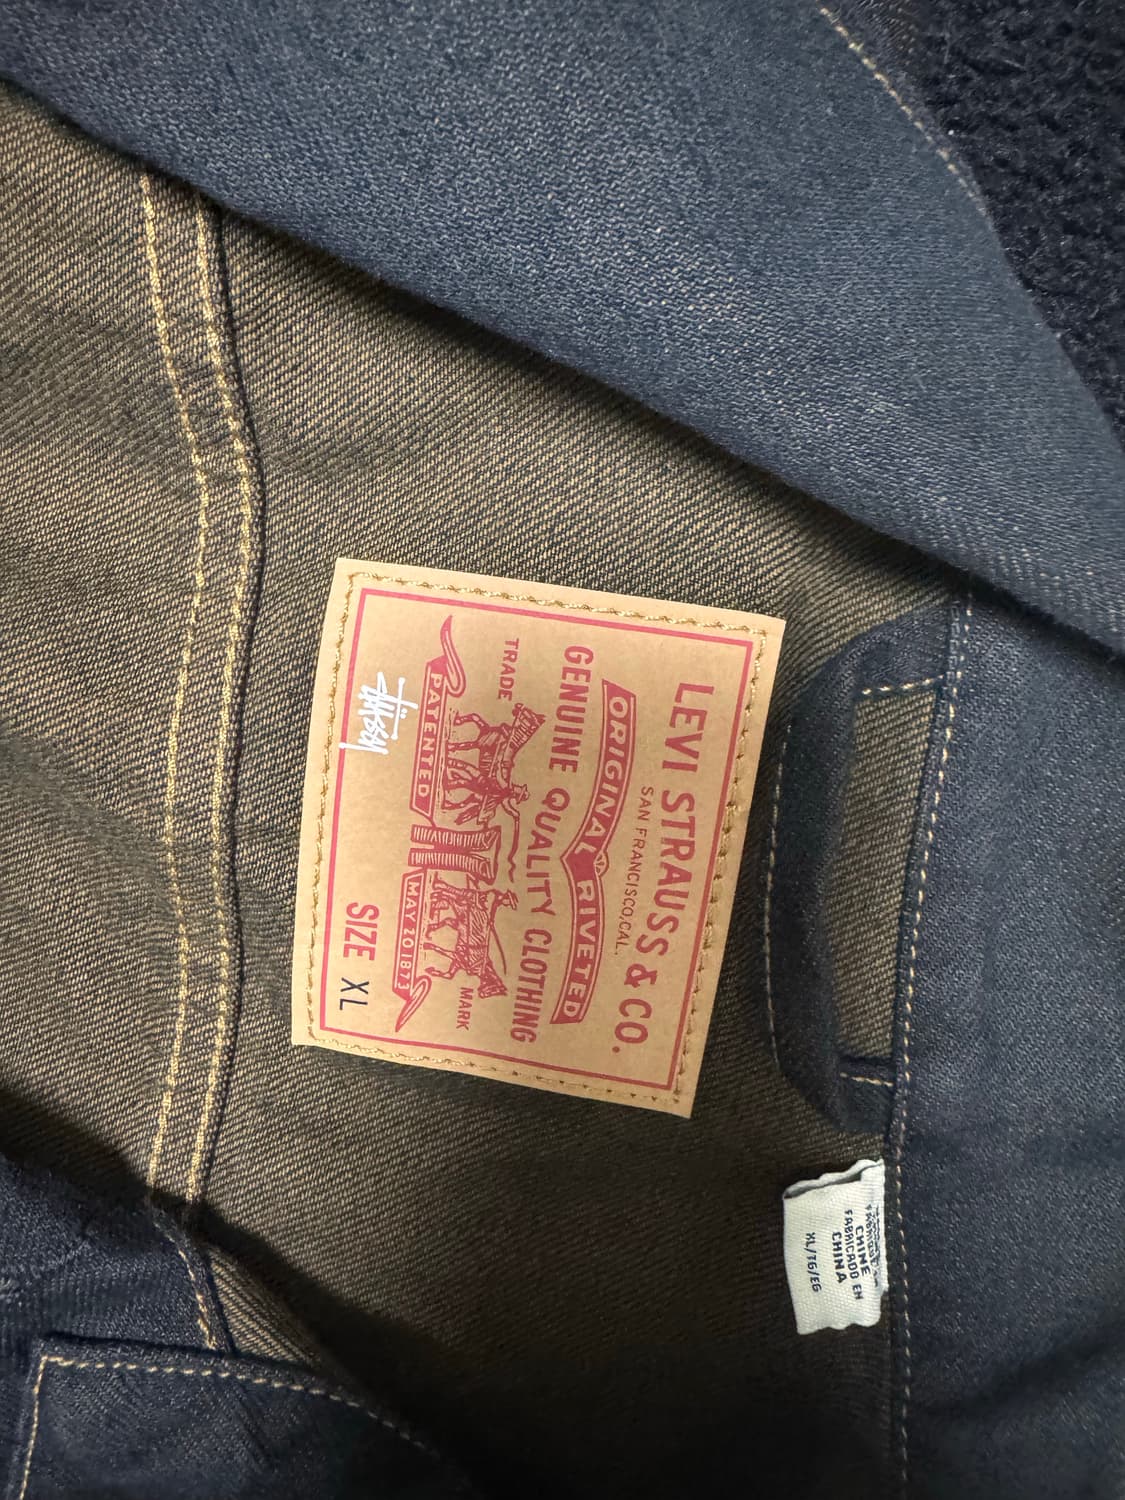 LEVI STRAUSS & CO.
SAN FRANCISCO,CAL.
ORIGINAL RIVETED
GENUINE QUALITY CLOTHING
TRADE MARK
PATENTED
MAY 20 1873
Stüssy
SIZE XL
CHINE
FABRICADO EN
CHINA
XL/TG/EG